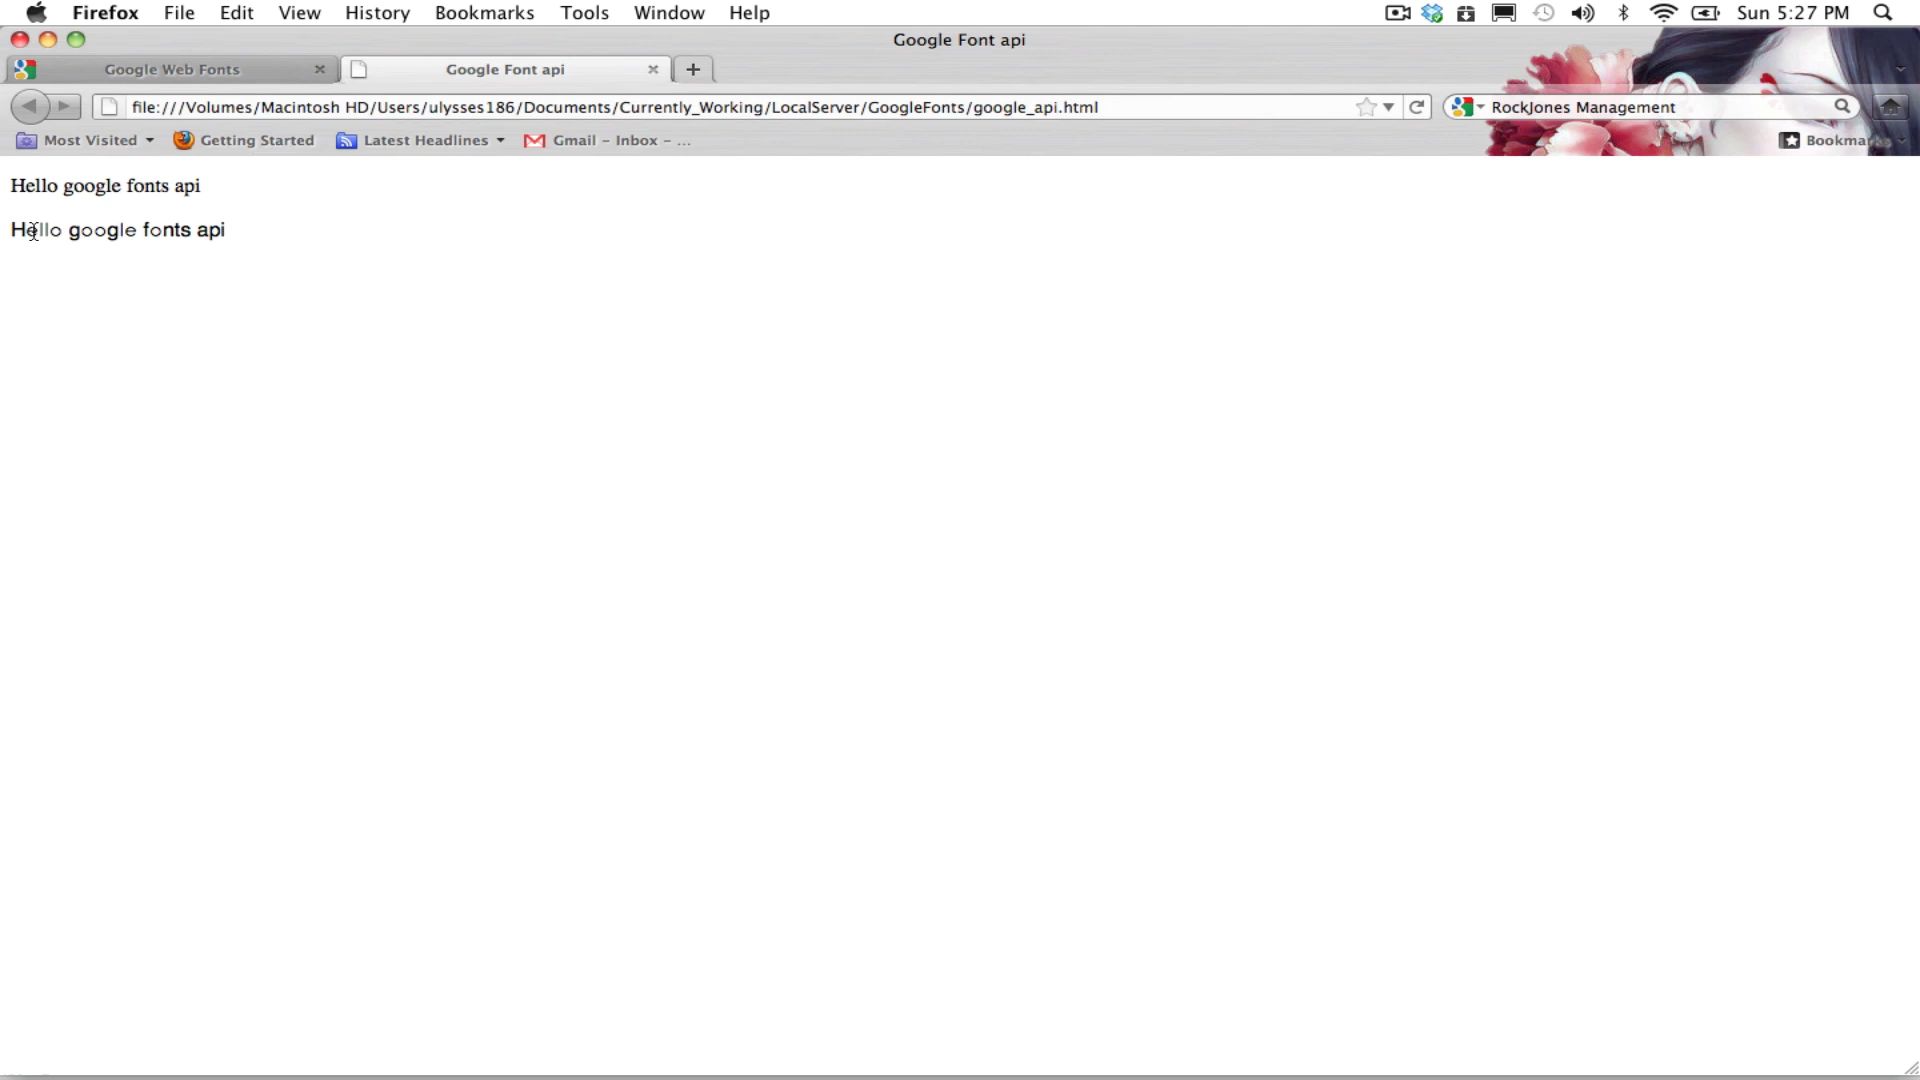 Firefox File Edit View History Bookmarks Tools Window Help Sun 5:27 PM
Google Font api
Google Web Fonts Google Font api
file:///Volumes/Macintosh HD/Users/ulysses186/Documents/Currently_Working/LocalServer/GoogleFonts/google_api.html RockJones Management
Most Visited Getting Started Latest Headlines Gmail – Inbox – ...
Hello google fonts api
Hello google fonts api